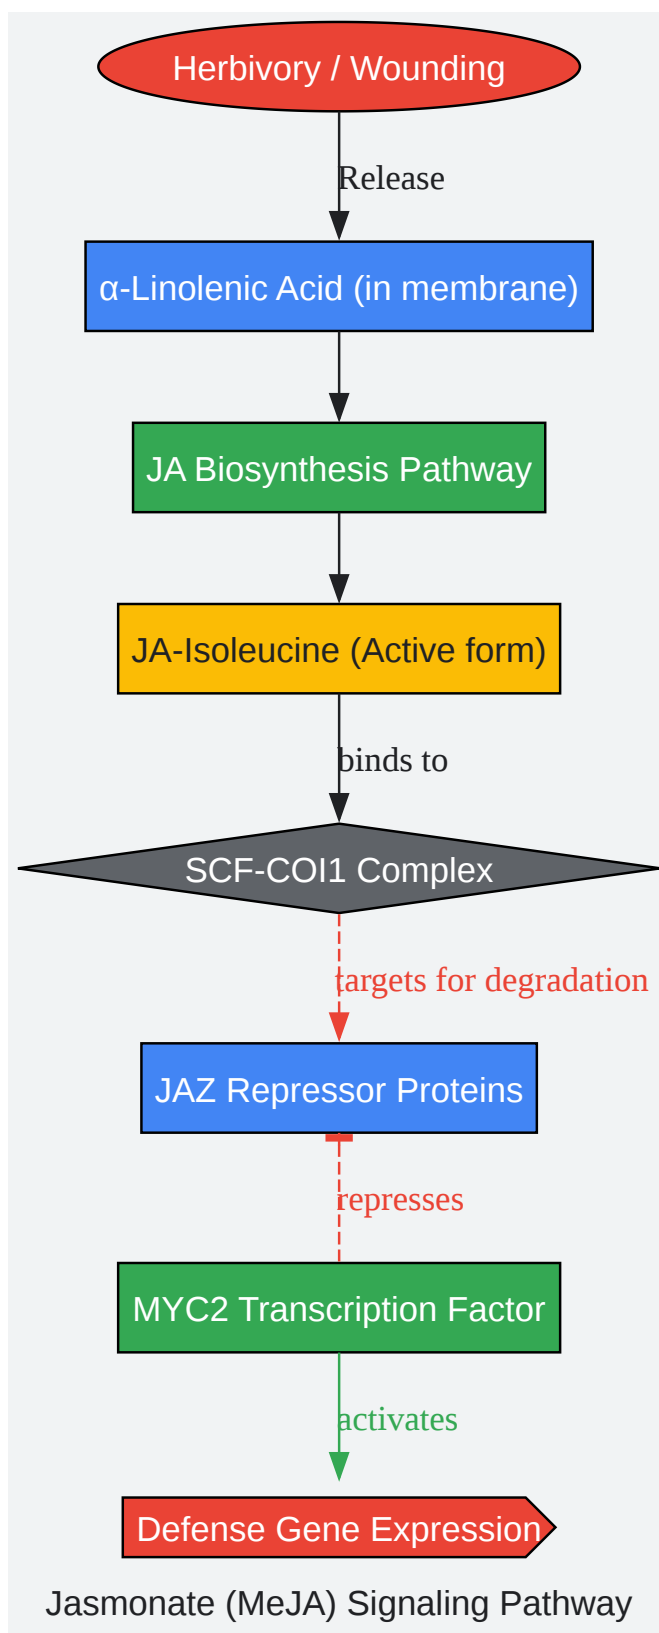 Herbivory / Wounding
Release
α-Linolenic Acid (in membrane)
JA Biosynthesis Pathway
JA-Isoleucine (Active form)
binds to
SCF-COI1 Complex
targets for degradation
JAZ Repressor Proteins
represses
MYC2 Transcription Factor
activates
Defense Gene Expression
Jasmonate (MeJA) Signaling Pathway